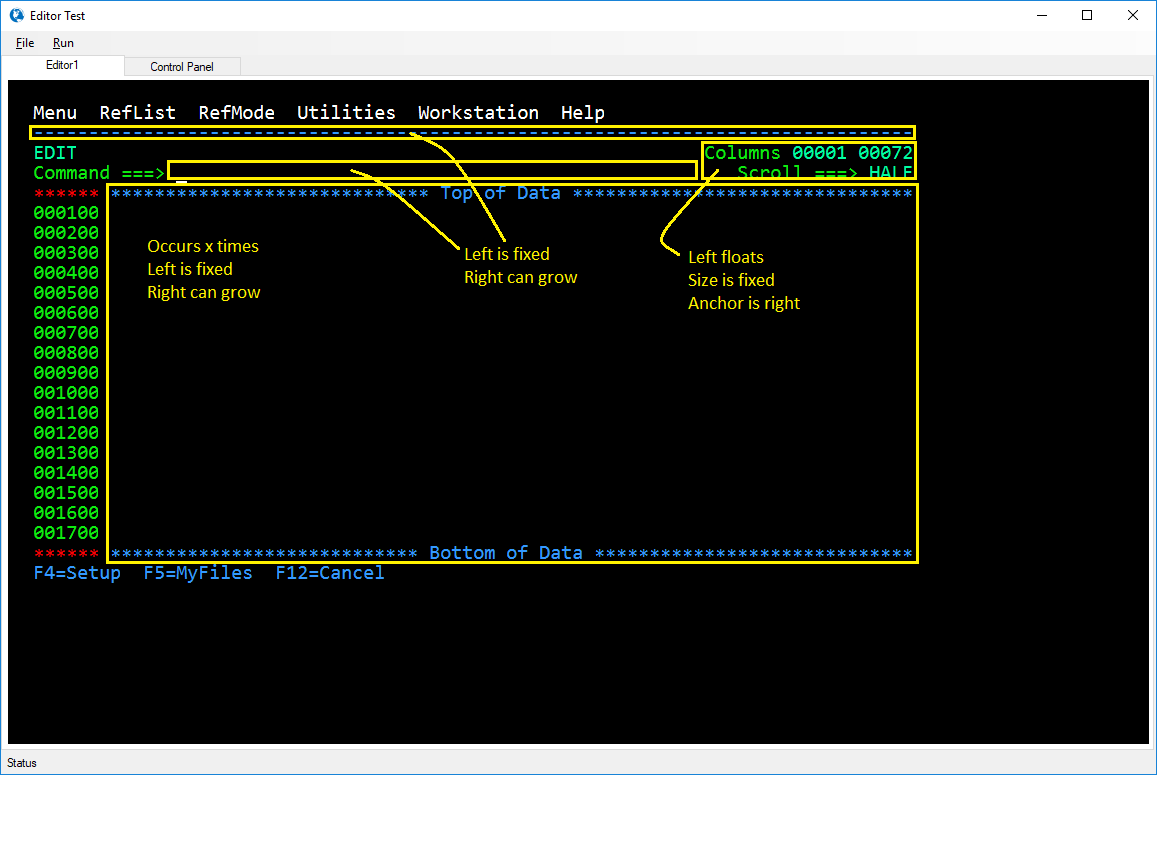 Editor Test
File Run
Editor1 Control Panel
Menu RefList RefMode Utilities Workstation Help
--------------------------------------------------------------------------------
EDIT Columns 00001 00072
Command ===> Scroll ===> HALF
****** ***************************** Top of Data *******************************
000100
000200
000300
000400
000500
000600
000700
000800
000900
001000
001100
001200
001300
001400
001500
001600
001700
****** **************************** Bottom of Data *****************************
F4=Setup F5=MyFiles F12=Cancel
Occurs x times
Left is fixed
Right can grow
Left is fixed
Right can grow
Left floats
Size is fixed
Anchor is right
Status